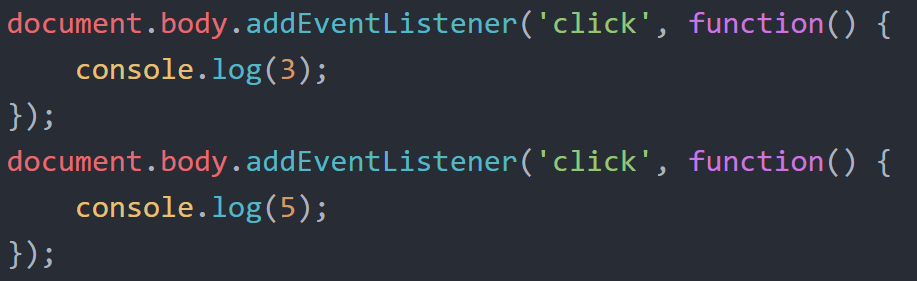 document.body.addEventListener('click', function() {
    console.log(3);
});
document.body.addEventListener('click', function() {
    console.log(5);
});